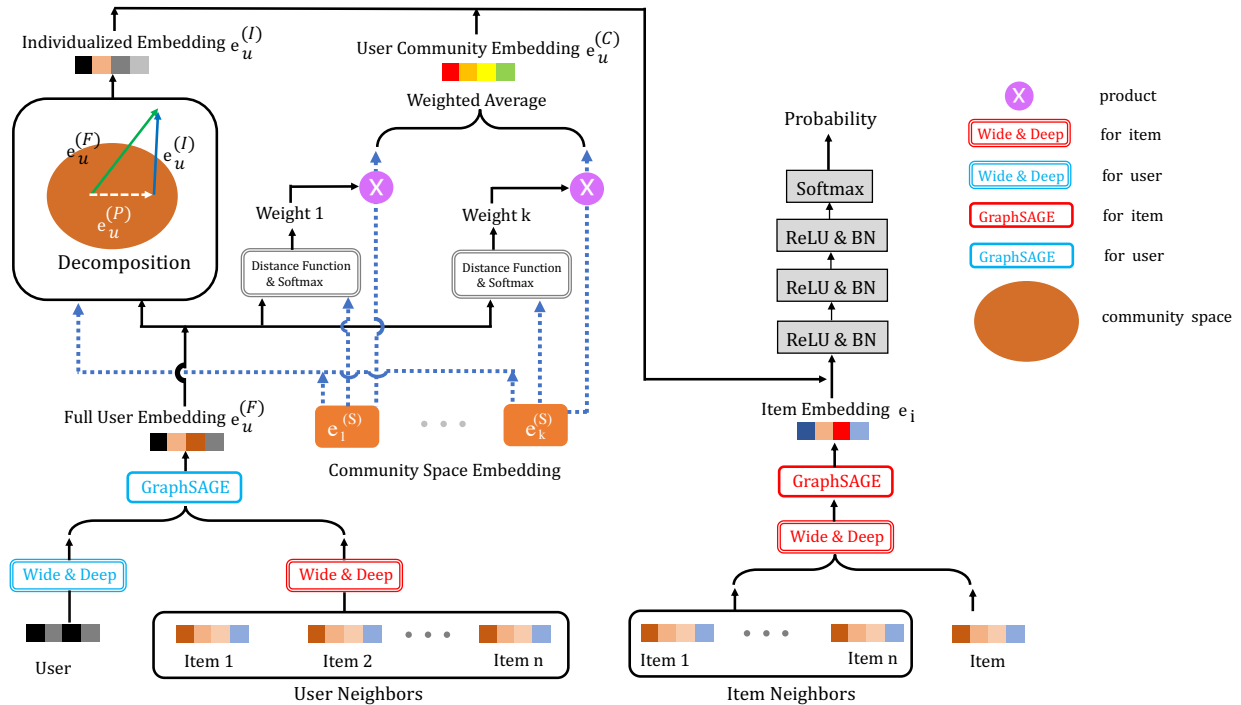 Individualized Embedding e_u^(I)
User Community Embedding e_u^(C)
Weighted Average
e_u^(F)
e_u^(I)
e_u^(P)
Decomposition
Weight 1
X
Weight k
X
Distance Function
& Softmax
Distance Function
& Softmax
Full User Embedding e_u^(F)
e_1^(S)
• • •
e_k^(S)
Community Space Embedding
GraphSAGE
Wide & Deep
Wide & Deep
User
Item 1
Item 2
• • •
Item n
User Neighbors
Probability
Softmax
ReLU & BN
ReLU & BN
ReLU & BN
Item Embedding e_i
GraphSAGE
Wide & Deep
Item 1
• • •
Item n
Item
Item Neighbors
X product
Wide & Deep for item
Wide & Deep for user
GraphSAGE for item
GraphSAGE for user
community space